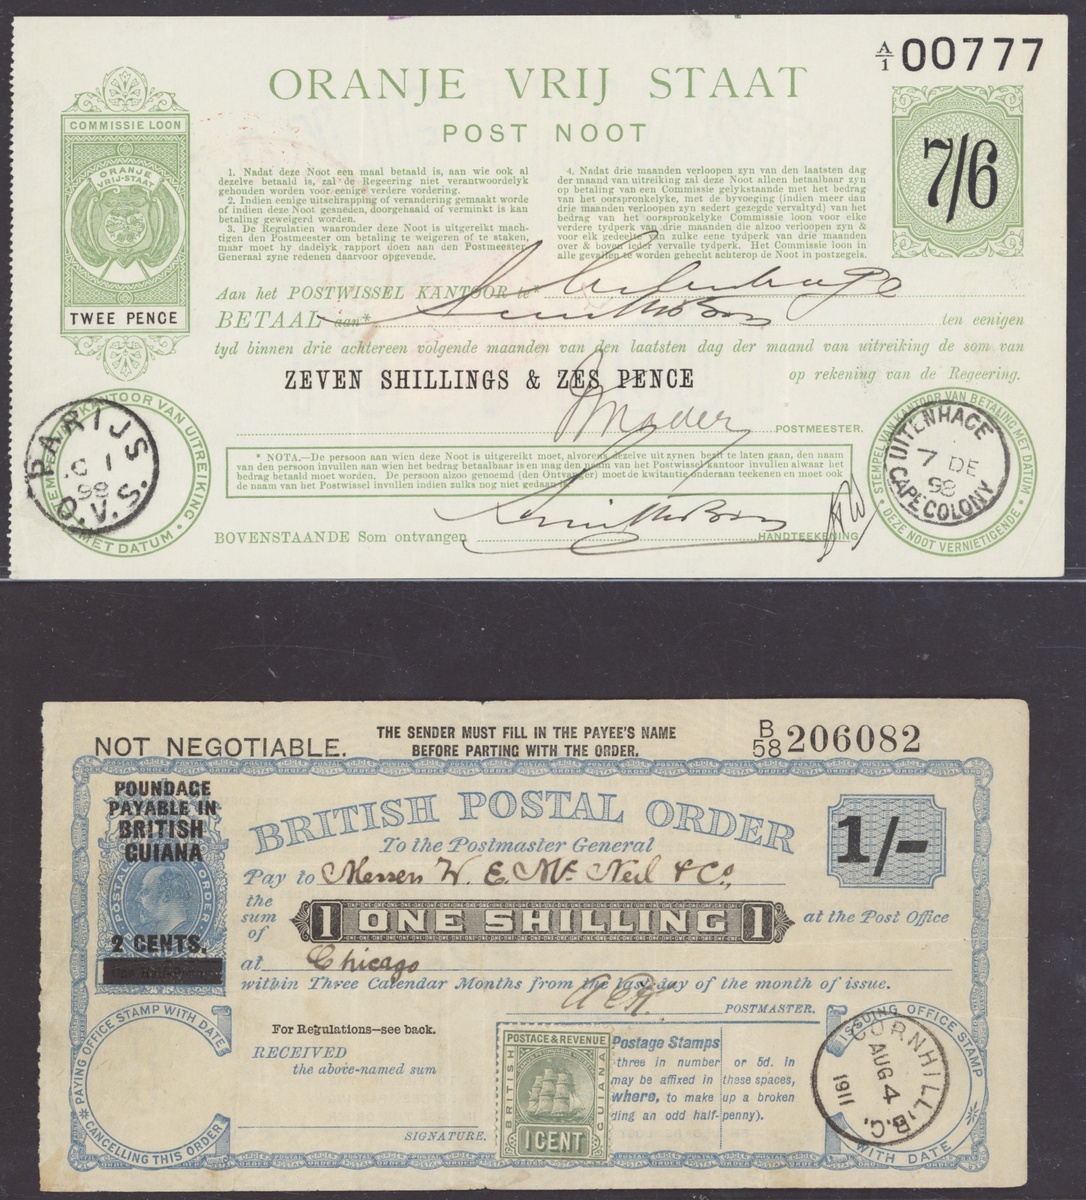 A/1 00777
ORANJE VRIJ STAAT
POST NOOT
COMMISSIE LOON
ORANJE
VRIJ-STAAT
TWEE PENCE
7/6
1. Nadat deze Noot een maal betaald is, aan wie ook al
dezelve betaald is, zal de Regeering niet verantwoordelyk
gehouden worden voor eenige verdere vordering.
2. Indien eenige uitschrapping of verandering gemaakt worde
of indien deze Noot gesneden, doorgehaald of verminkt is kan
betaling geweigerd worden.
3. De Regulatien waaronder deze Noot is uitgereikt mach-
tigen den Postmeester om betaling te weigeren of te staken,
maar moet hy dadelyk rapport doen aan den Postmeester
Generaal zyne redenen daarvoor opgevende.
4. Nadat drie maanden verloopen zyn van den laatsten dag
der maand van uitreiking zal deze Noot alleen betaalbaar zyn
op betaling van een Commissie gelykstaande met het bedrag
van de oorspronkelyke, met de byvoeging (indien meer dan
drie maanden verloopen zyn sedert gezegde vervaltyd) van het
bedrag van de oorspronkelyke Commissie loon voor elke
verdere tydperk van drie maanden die alzoo verloopen zyn &
voor elk gedeelte van zulke eene tydperk van drie maanden
over & boven ieder vervalle tydperk. Het Commissie loon in
alle gevallen te worden gehecht achterop de Noot in postzegels.
Aan het POSTWISSEL KANTOOR te*
BETAAL aan* ten eenigen
tyd binnen drie achtereen volgende maanden van den laatsten dag der maand van uitreiking de som van
ZEVEN SHILLINGS & ZES PENCE op rekening van de Regeering.
POSTMEESTER.
* NOTA.—De persoon aan wien deze Noot is uitgereikt moet, alvorens dezelve uit zynen bezit te laten gaan, den naam
van den persoon invullen aan wien het bedrag betaalbaar is en mag den naam van het Postwissel kantoor invullen alwaar het
bedrag betaald moet worden. De persoon alzoo genoemd (den Ontvanger) moet de kwitantie onderaan teekenen en moet ook
de naam van het Postwissel kantoor invullen indien zulks nog niet gedaan is.
BOVENSTAANDE Som ontvangen HANDTEEKENING
STEMPEL KANTOOR VAN UITREIKING MET DATUM
PARIJS
1
98
O.V.S.
STEMPEL VAN KANTOOR VAN BETALING MET DATUM
DEZE NOOT VERNIETIGENDE
UITENHAGE
7 DE
98
CAPE COLONY
NOT NEGOTIABLE.
THE SENDER MUST FILL IN THE PAYEE'S NAME
BEFORE PARTING WITH THE ORDER.
B/58 206082
POUNDAGE
PAYABLE IN
BRITISH
GUIANA
POSTAL ORDER
2 CENTS.
BRITISH POSTAL ORDER
1/-
To the Postmaster General
Pay to Messrs W. E. Mc Neil & Co,
the
sum
of
1 ONE SHILLING 1
at the Post Office
at Chicago
within Three Calendar Months from the last day of the month of issue.
POSTMASTER.
For Regulations—see back.
RECEIVED
the above-named sum
SIGNATURE.
PAYING OFFICE STAMP WITH DATE
CANCELLING THIS ORDER
POSTAGE & REVENUE
BRITISH
GUIANA
1 CENT
Postage Stamps
three in number or 5d. in
may be affixed in these spaces,
where, to make up a broken
ding an odd half-penny).
ISSUING OFFICE STAMP
WITH DATE
CORNHILL. B.G.
AUG 4
1911